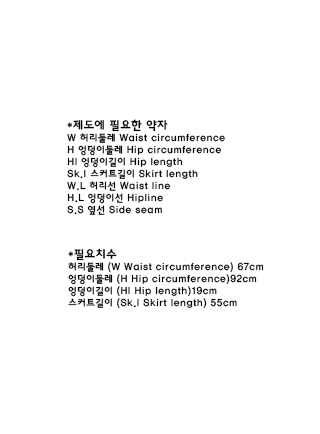 *제도에 필요한 약자
W 허리둘레 Waist circumference
H 엉덩이둘레 Hip circumference
Hl 엉덩이길이 Hip length
Sk.l 스커트길이 Skirt length
W.L 허리선 Waist line
H.L 엉덩이선 Hipline
S.S 옆선 Side seam
*필요치수
허리둘레 (W Waist circumference) 67cm
엉덩이둘레 (H Hip circumference)92cm
엉덩이길이 (Hl Hip length)19cm
스커트길이 (Sk.l Skirt length) 55cm